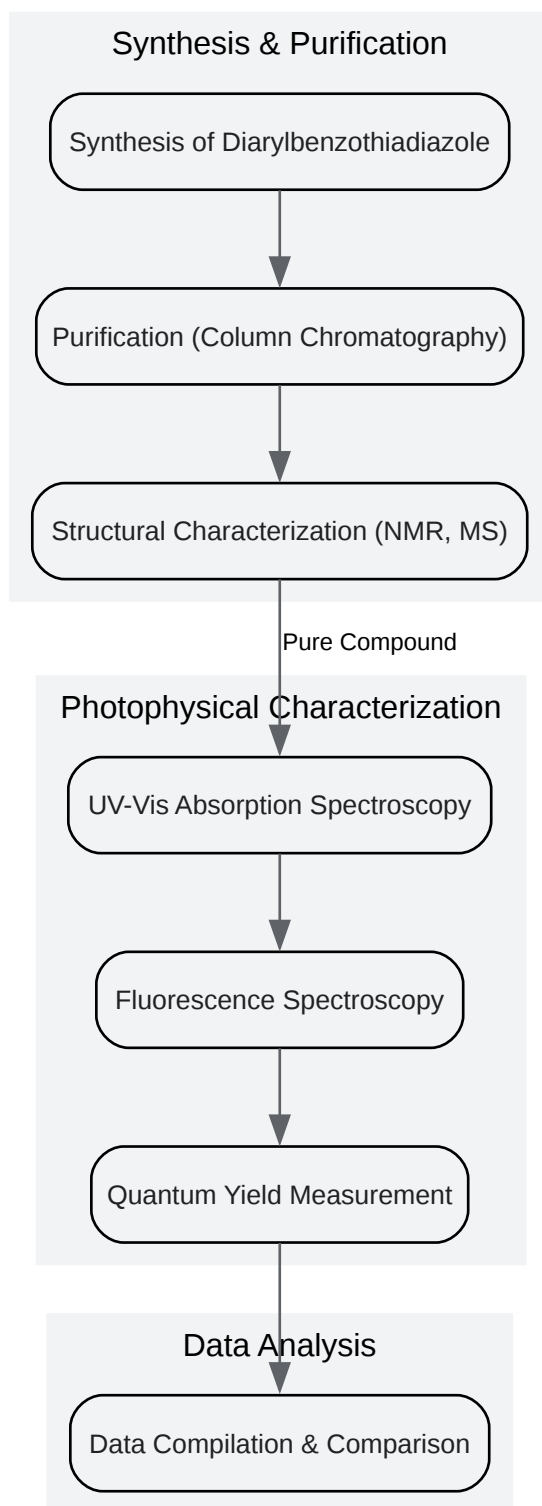 Synthesis & Purification
Synthesis of Diarylbenzothiadiazole
Purification (Column Chromatography)
Structural Characterization (NMR, MS)
Pure Compound
Photophysical Characterization
UV-Vis Absorption Spectroscopy
Fluorescence Spectroscopy
Quantum Yield Measurement
Data Analysis
Data Compilation & Comparison